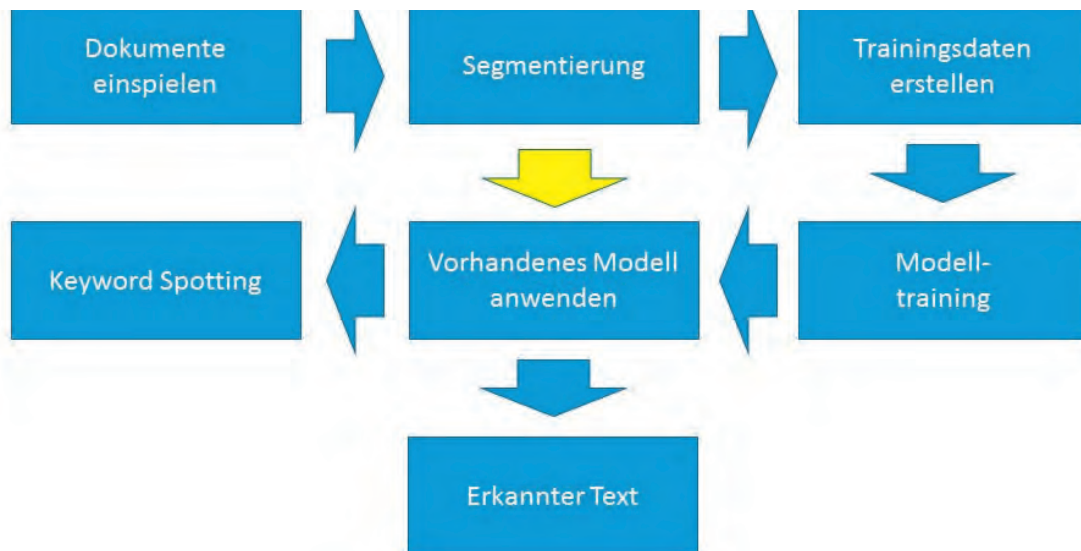 Dokumente
einspielen
Segmentierung
Trainingsdaten
erstellen
Keyword Spotting
Vorhandenes Modell
anwenden
Modell-
training
Erkannter Text